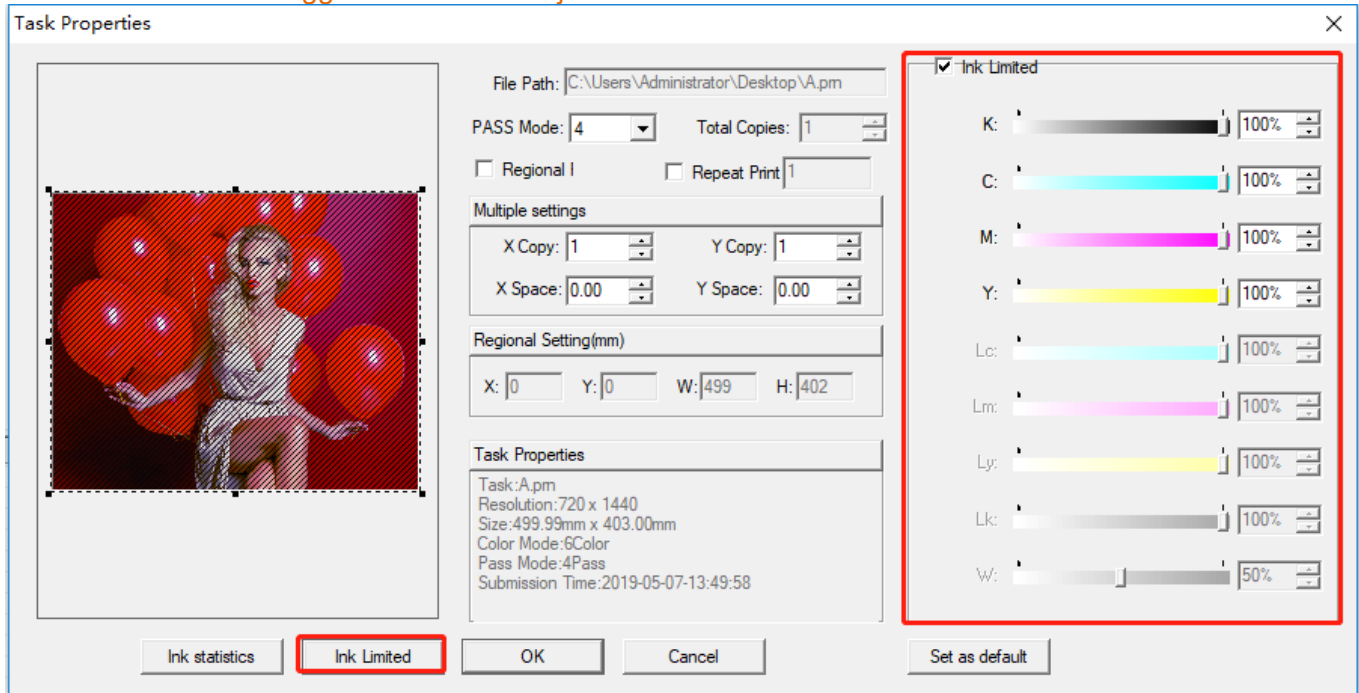 Task Properties
File Path: C:\Users\Administrator\Desktop\A.prn
PASS Mode: 4 Total Copies: 1
Regional I Repeat Print 1
Multiple settings
X Copy: 1 Y Copy: 1
X Space: 0.00 Y Space: 0.00
Regional Setting(mm)
X: 0 Y: 0 W: 499 H: 402
Task Properties
Task:A.prn
Resolution:720 x 1440
Size:499.99mm x 403.00mm
Color Mode:6Color
Pass Mode:4Pass
Submission Time:2019-05-07-13:49:58
Ink Limited
K: 100%
C: 100%
M: 100%
Y: 100%
Lc: 100%
Lm: 100%
Ly: 100%
Lk: 100%
W: 50%
Ink statistics Ink Limited OK Cancel Set as default